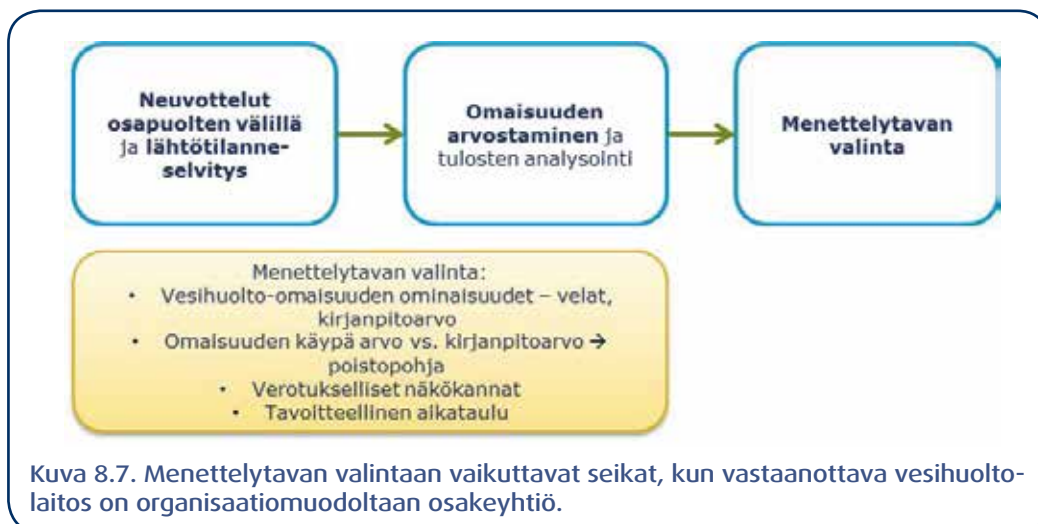 Neuvottelut
osapuolten välillä
ja lähtötilanne-
selvitys
Omaisuuden
arvostaminen ja
tulosten analysointi
Menettelytavan
valinta
Menettelytavan valinta:
• Vesihuolto-omaisuuden ominaisuudet – velat,
kirjanpitoarvo
• Omaisuuden käypä arvo vs. kirjanpitoarvo →
poistopohja
• Verotukselliset näkökannat
• Tavoitteellinen aikataulu
Kuva 8.7. Menettelytavan valintaan vaikuttavat seikat, kun vastaanottava vesihuolto-
laitos on organisaatiomuodoltaan osakeyhtiö.